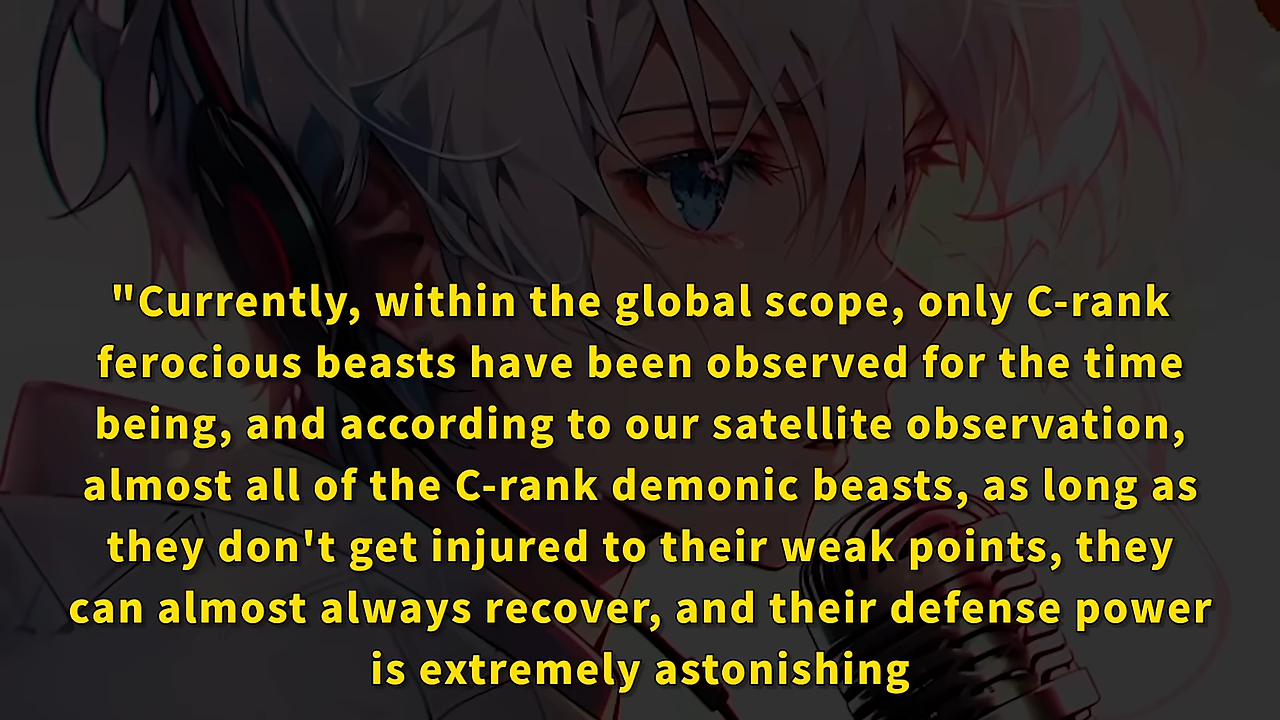 "Currently, within the global scope, only C-rank
ferocious beasts have been observed for the time
being, and according to our satellite observation,
almost all of the C-rank demonic beasts, as long as
they don't get injured to their weak points, they
can almost always recover, and their defense power
is extremely astonishing